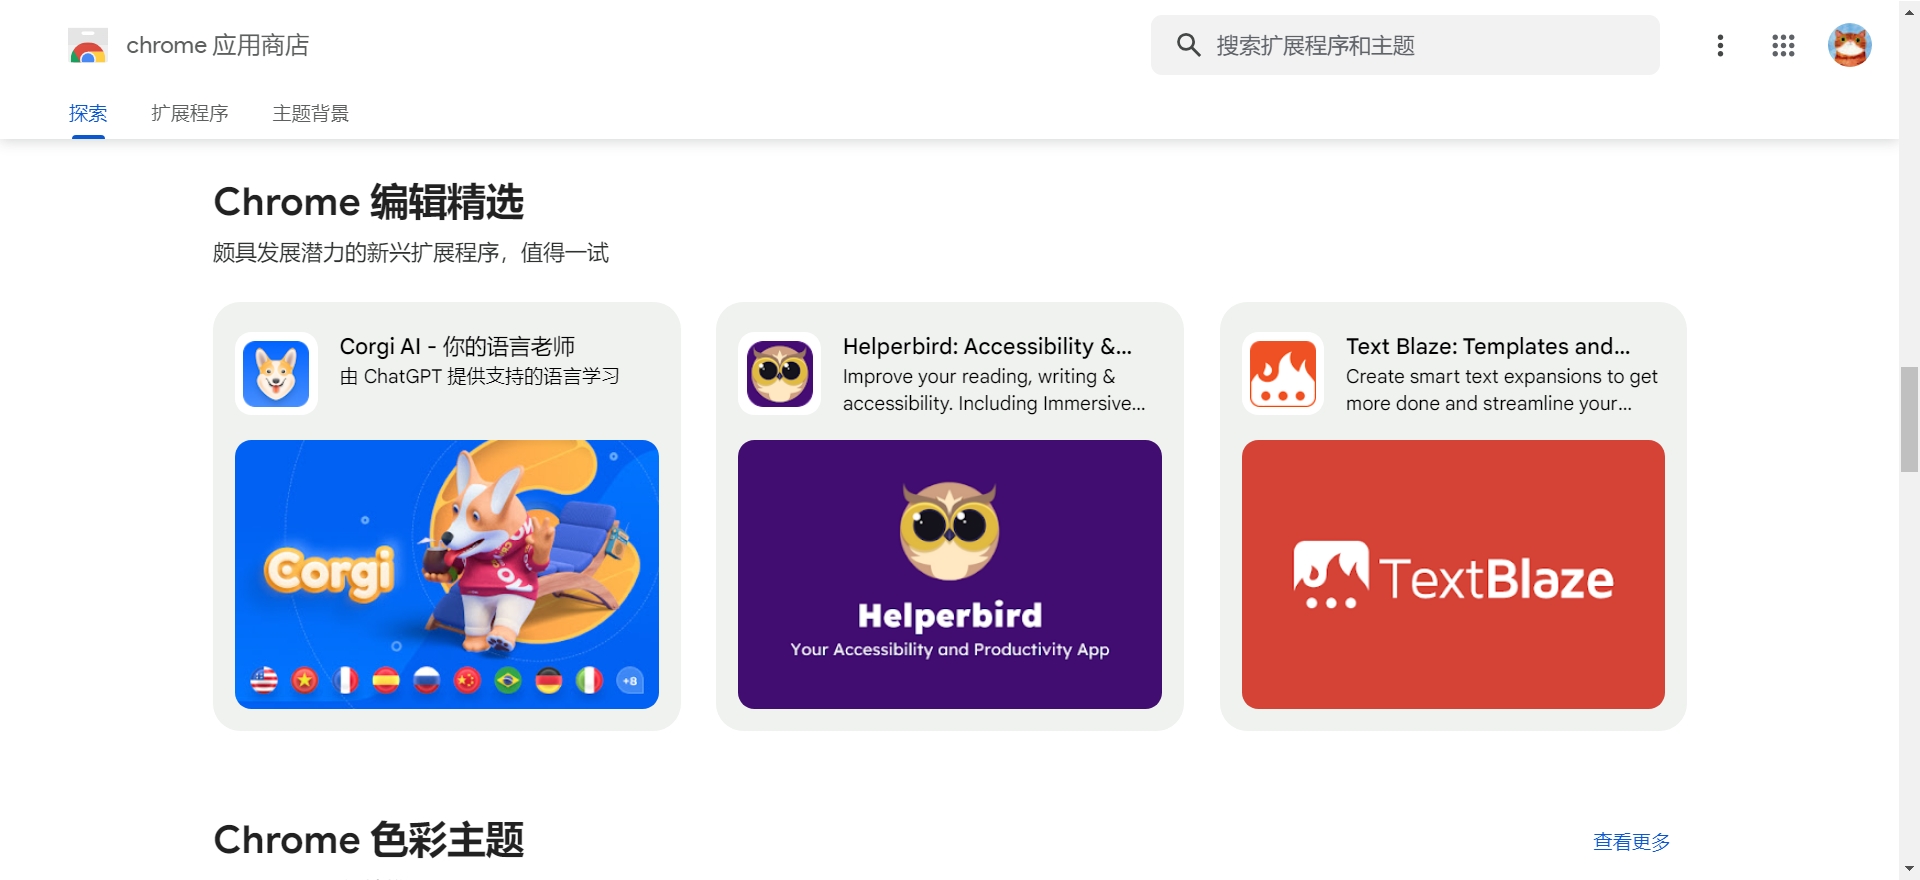 chrome 应用商店
搜索扩展程序和主题
探索
扩展程序
主题背景
Chrome 编辑精选
颇具发展潜力的新兴扩展程序，值得一试
Corgi AI - 你的语言老师
由 ChatGPT 提供支持的语言学习
Corgi
+8
Helperbird: Accessibility &...
Improve your reading, writing &
accessibility. Including Immersive...
Helperbird
Your Accessibility and Productivity App
Text Blaze: Templates and...
Create smart text expansions to get
more done and streamline your...
TextBlaze
Chrome 色彩主题
查看更多